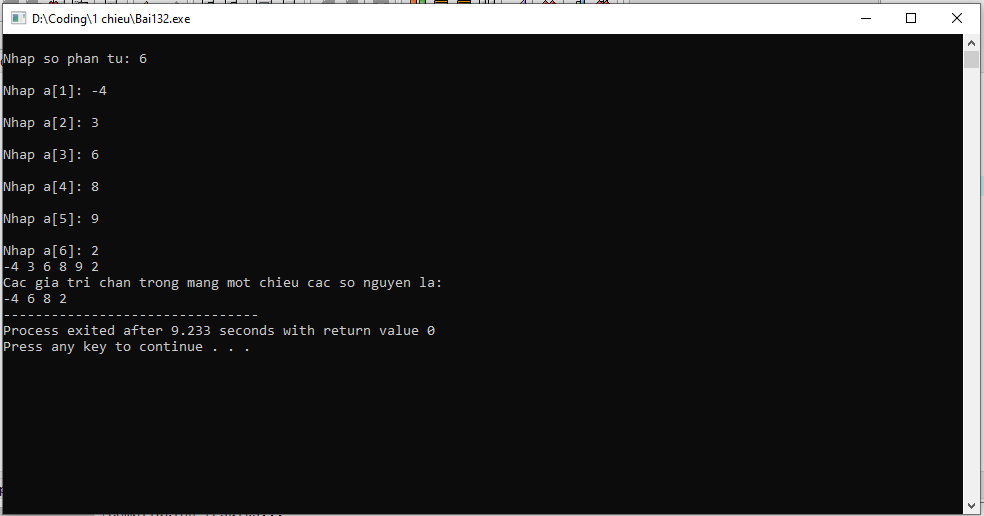 D:\Coding\1 chieu\Bai132.exe
Nhap so phan tu: 6
Nhap a[1]: -4
Nhap a[2]: 3
Nhap a[3]: 6
Nhap a[4]: 8
Nhap a[5]: 9
Nhap a[6]: 2
-4 3 6 8 9 2
Cac gia tri chan trong mang mot chieu cac so nguyen la:
-4 6 8 2
--------------------------------
Process exited after 9.233 seconds with return value 0
Press any key to continue . . .